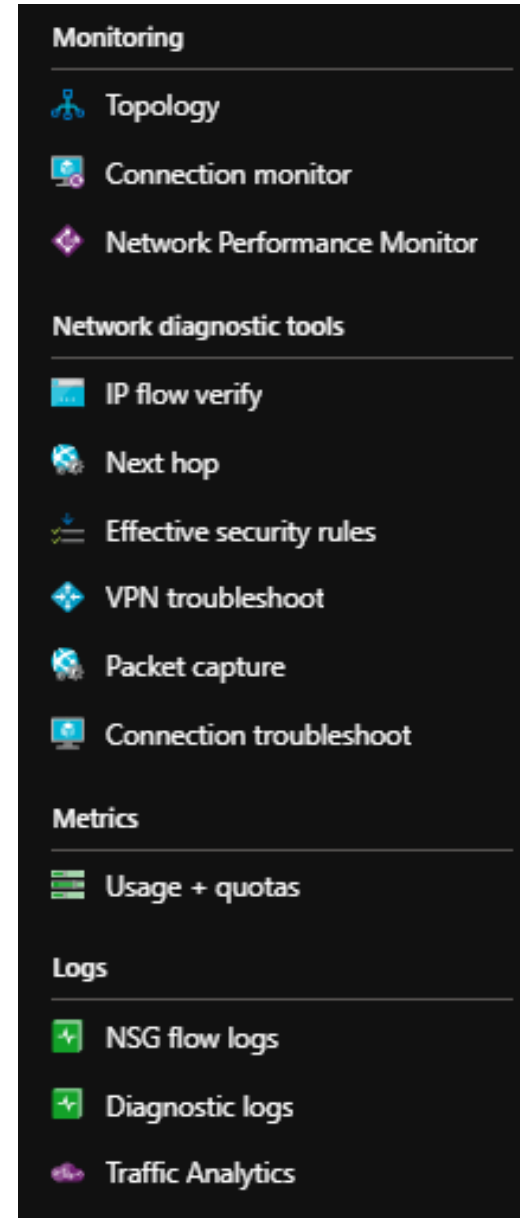 Monitoring
Topology
Connection monitor
Network Performance Monitor
Network diagnostic tools
IP flow verify
Next hop
Effective security rules
VPN troubleshoot
Packet capture
Connection troubleshoot
Metrics
Usage + quotas
Logs
NSG flow logs
Diagnostic logs
Traffic Analytics